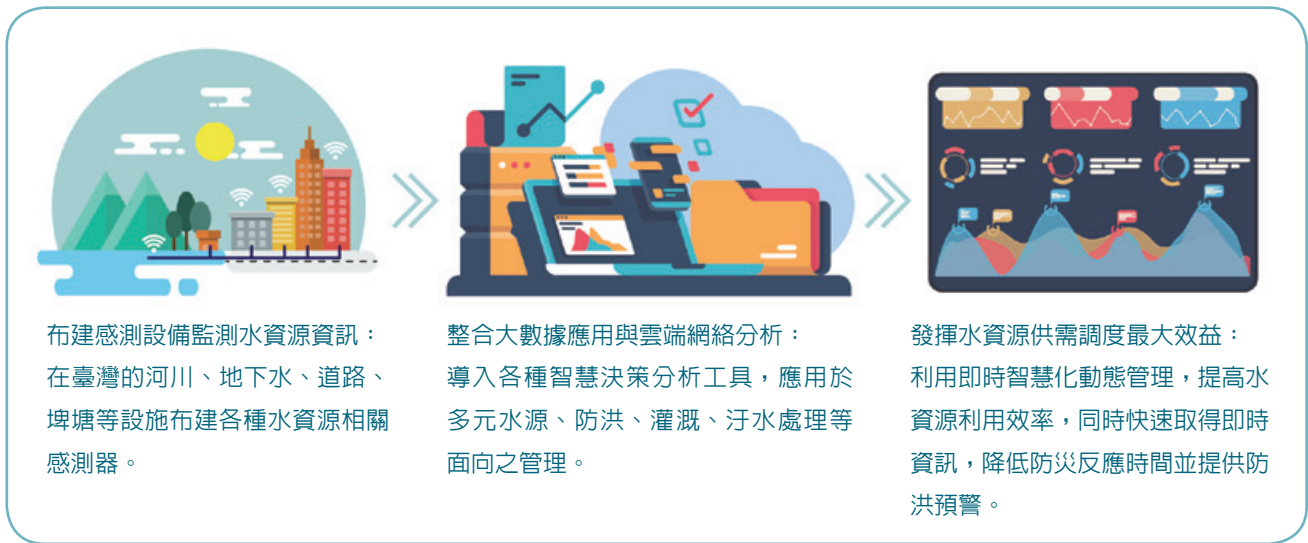 布建感測設備監測水資源資訊：
在臺灣的河川、地下水、道路、
埤塘等設施布建各種水資源相關
感測器。
整合大數據應用與雲端網絡分析：
導入各種智慧決策分析工具，應用於
多元水源、防洪、灌溉、汙水處理等
面向之管理。
發揮水資源供需調度最大效益：
利用即時智慧化動態管理，提高水
資源利用效率，同時快速取得即時
資訊，降低防災反應時間並提供防
洪預警。